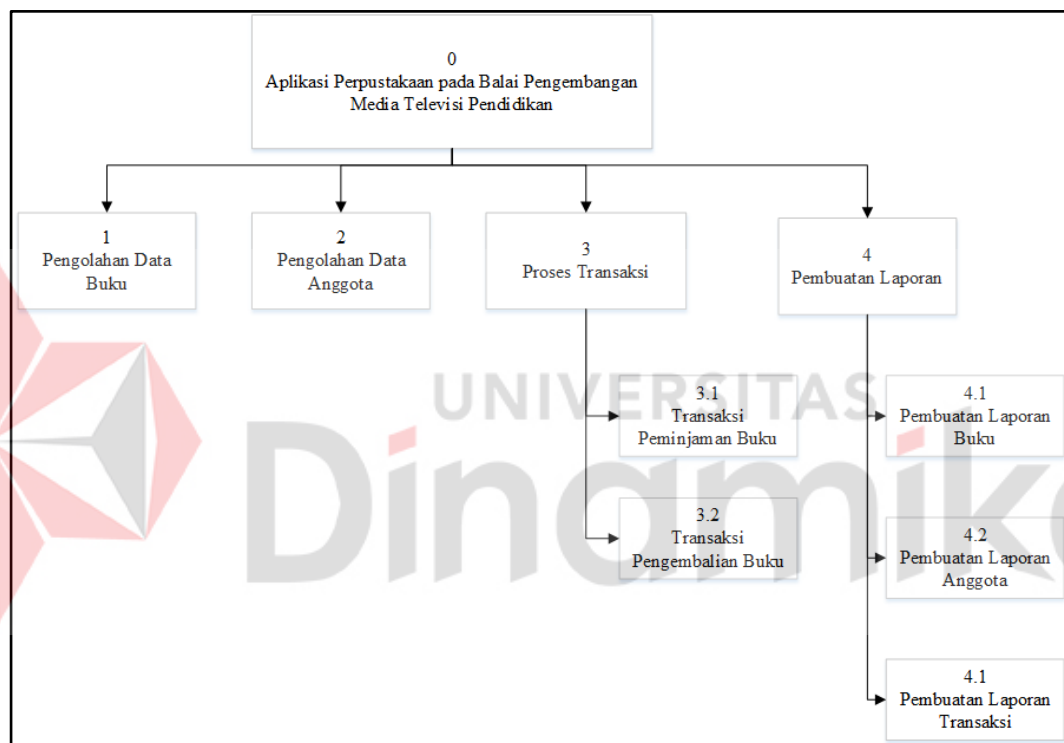 0
Aplikasi Perpustakaan pada Balai Pengembangan
Media Televisi Pendidikan
1
Pengolahan Data
Buku
2
Pengolahan Data
Anggota
3
Proses Transaksi
4
Pembuatan Laporan
3.1
Transaksi
Peminjaman Buku
3.2
Transaksi
Pengembalian Buku
4.1
Pembuatan Laporan
Buku
4.2
Pembuatan Laporan
Anggota
4.1
Pembuatan Laporan
Transaksi
UNIVERSITAS
Dinamika